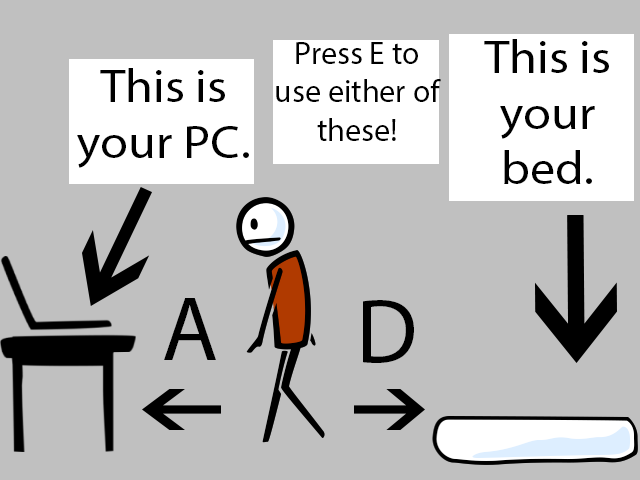 This is
your PC.
Press E to
use either of
these!
This is
your
bed.
A
D